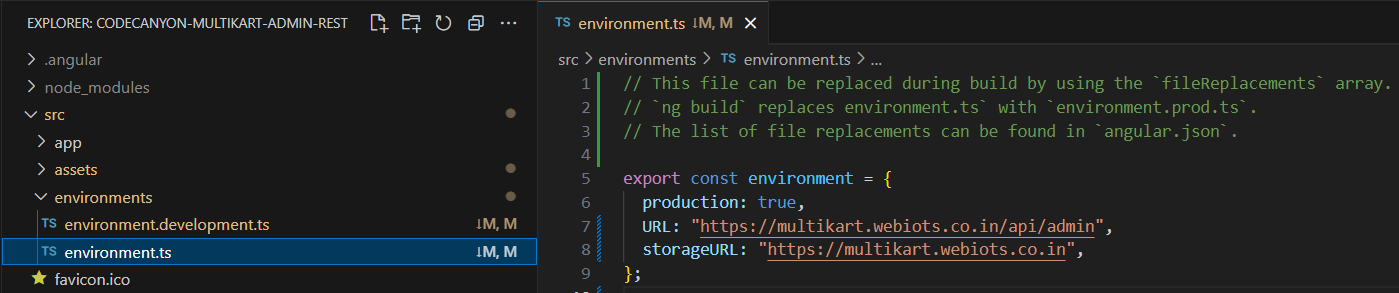 EXPLORER: CODECANYON-MULTIKART-ADMIN-REST
.angular
node_modules
src
app
assets
environments
TS environment.development.ts ↓M, M
TS environment.ts ↓M, M
favicon.ico
TS environment.ts ↓M, M
src > environments > TS environment.ts > ...
1 // This file can be replaced during build by using the `fileReplacements` array.
2 // `ng build` replaces environment.ts` with `environment.prod.ts`.
3 // The list of file replacements can be found in `angular.json`.
4
5 export const environment = {
6 production: true,
7 URL: "https://multikart.webiots.co.in/api/admin",
8 storageURL: "https://multikart.webiots.co.in",
9 };